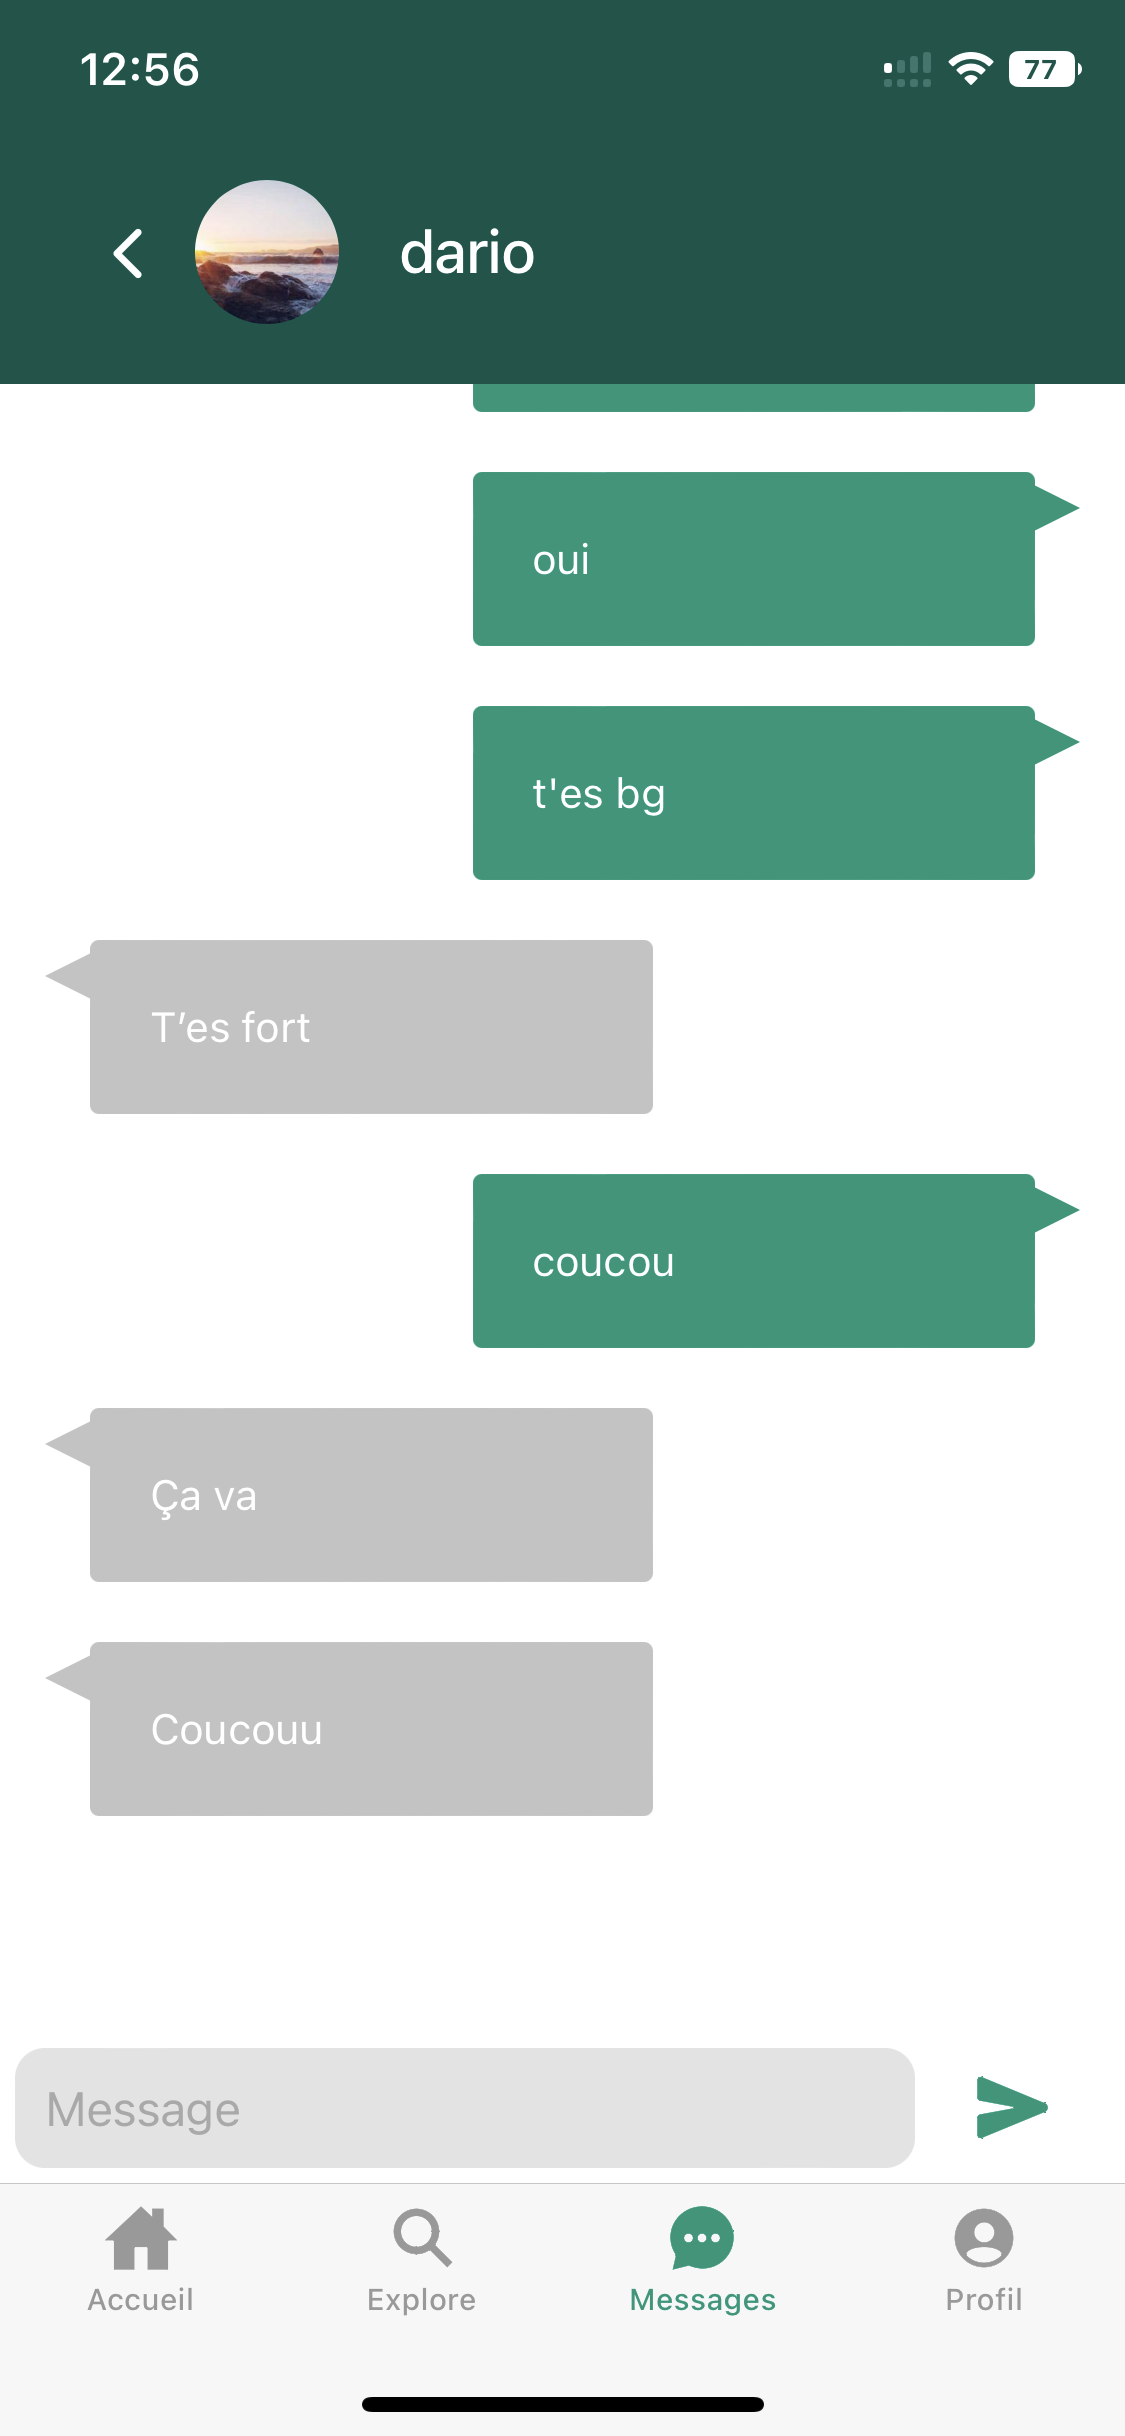 12:56
77
dario
oui
t'es bg
T’es fort
coucou
Ça va
Coucouu
Message
Accueil
Explore
Messages
Profil